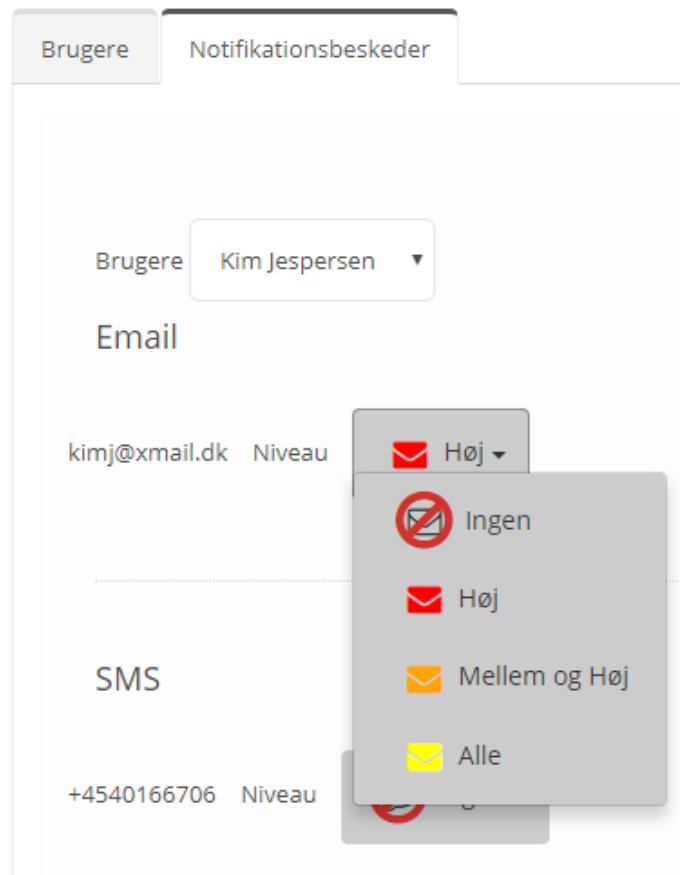 Brugere Notifikationsbeskeder
Brugere Kim Jespersen
Email
kimj@xmail.dk Niveau Høj
Ingen
Høj
Mellem og Høj
SMS
Alle
+4540166706 Niveau